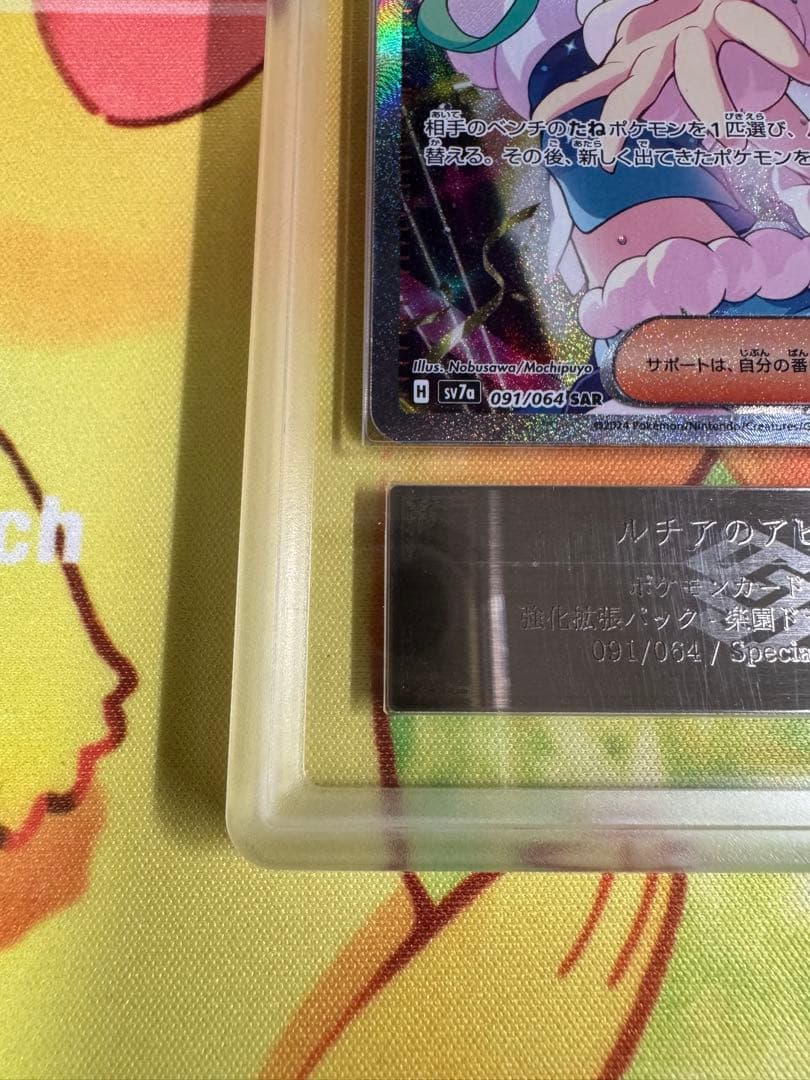 相手のベンチのたねポケモンを1匹選び、
替える。その後、新しく出てきたポケモンを
Illus. Nobusawa/Mochipuyo
サポートは、自分の番
H sv7a 091/064 SAR
©2024 Pokémon/Nintendo/Creatures/G
ch
ルチアのアピ
ポケモンカード
強化拡張パック 楽園ド
091/064 / Specia